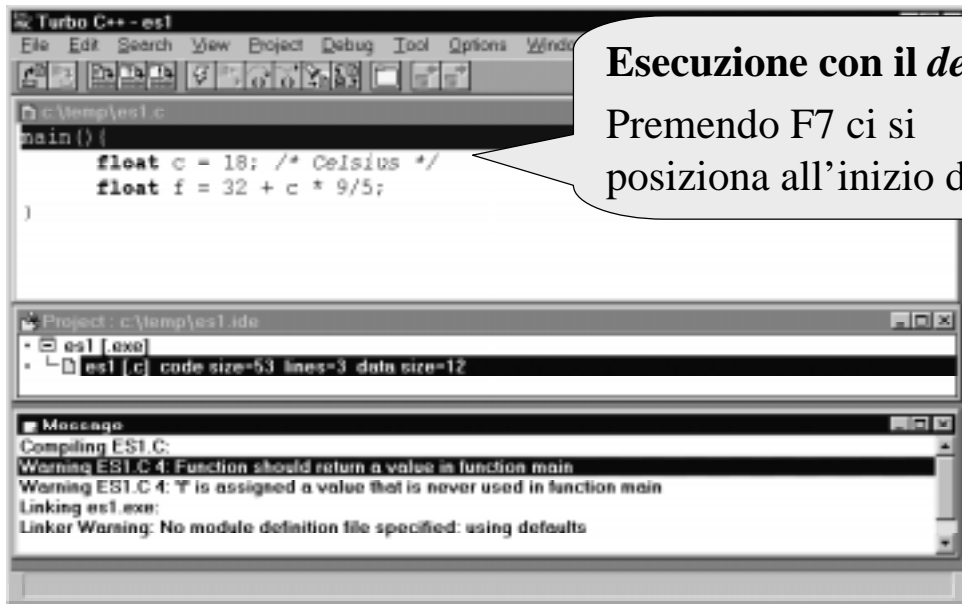 Turbo C++ - es1
File Edit Search View Project Debug Tool Options Windo
Esecuzione con il de
Premendo F7 ci si
posiziona all’inizio d
c:\temp\es1.c
main(){
float c = 18; /* Celsius */
float f = 32 + c * 9/5;
}
Project : c:\temp\es1.ide
es1 [.exe]
es1 [.c] code size=53 lines=3 data size=12
Message
Compiling ES1.C:
Warning ES1.C 4: Function should return a value in function main
Warning ES1.C 4: 'f' is assigned a value that is never used in function main
Linking es1.exe:
Linker Warning: No module definition file specified: using defaults